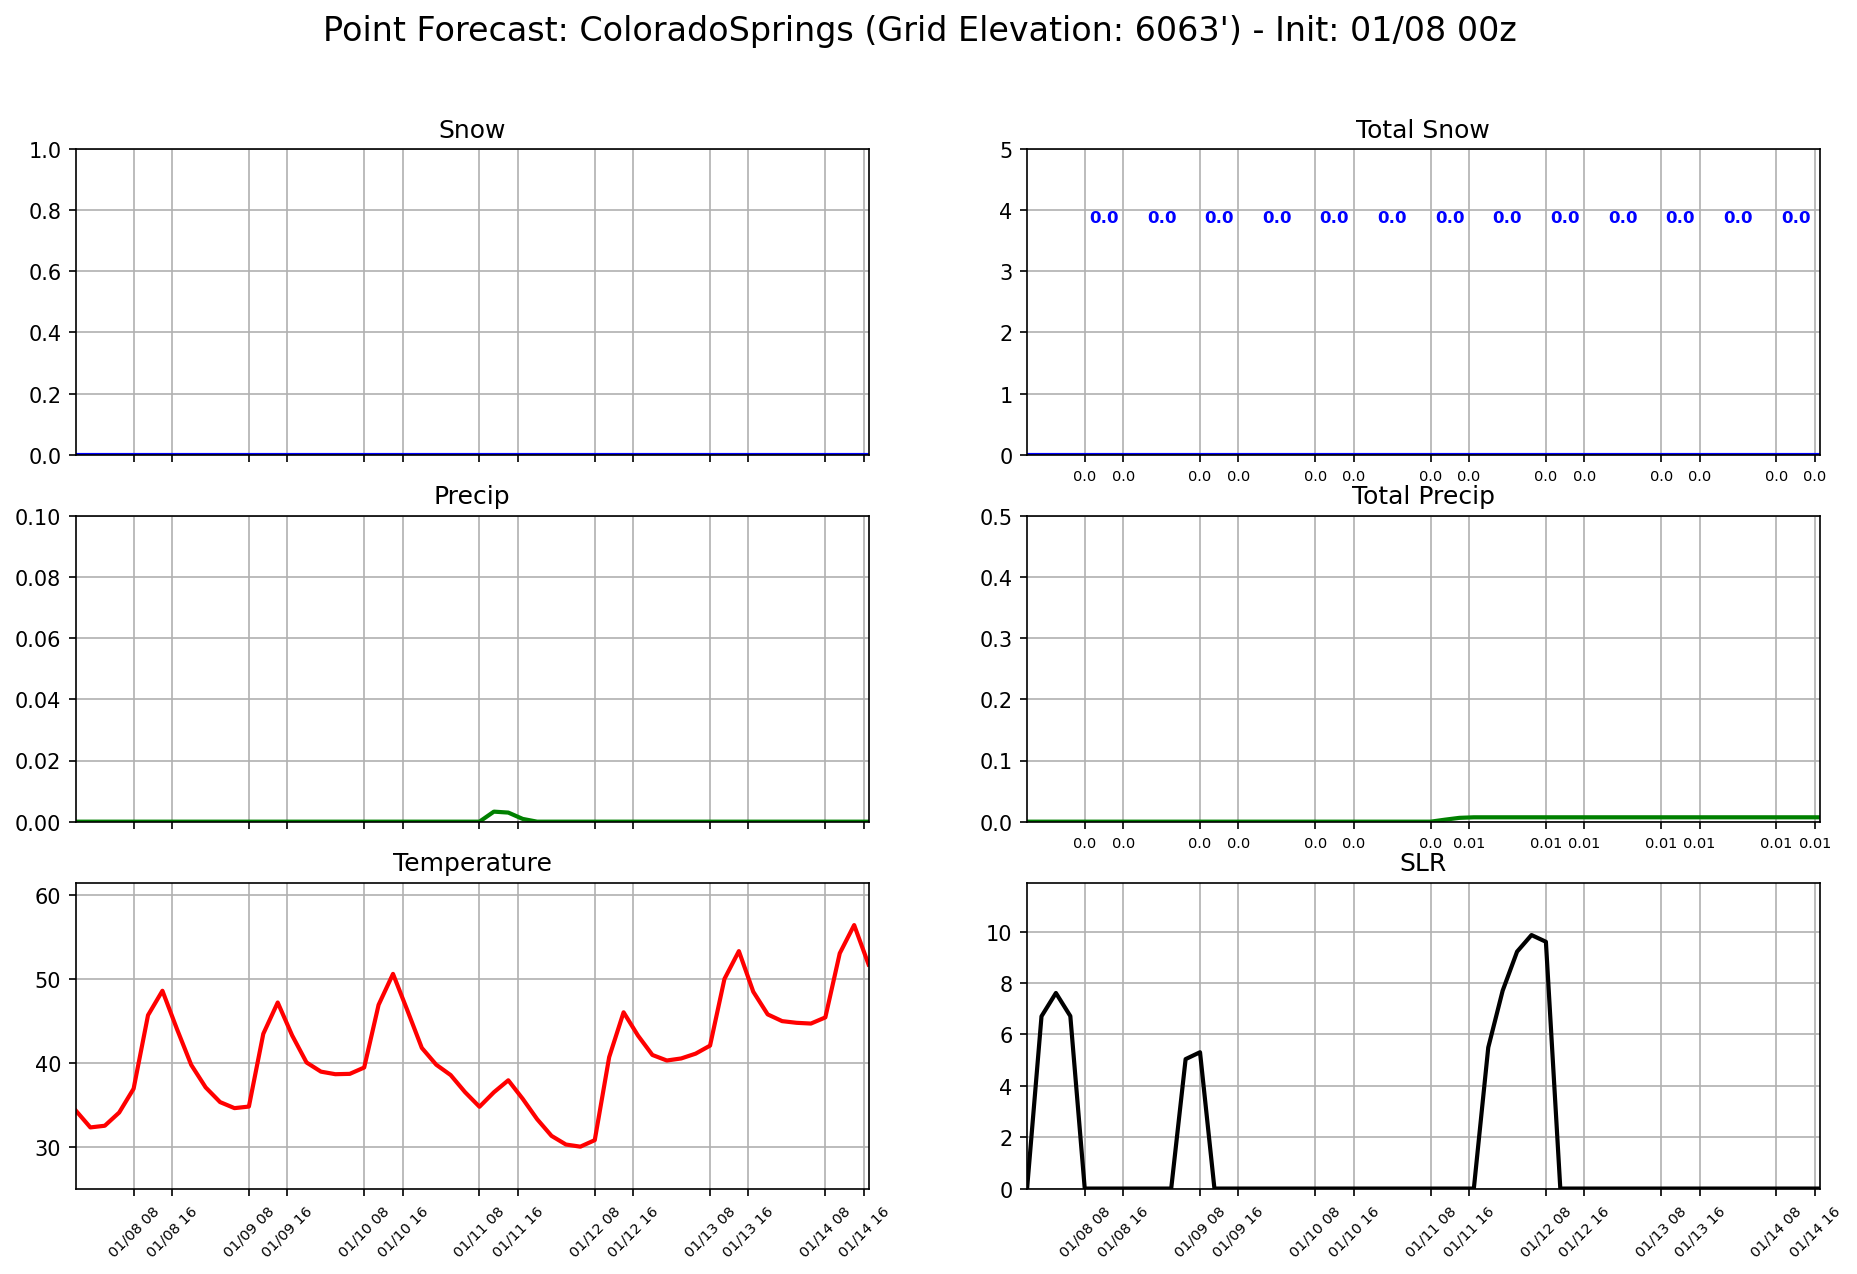 Point Forecast: ColoradoSprings (Grid Elevation: 6063') - Init: 01/08 00z
Snow
1.0
0.8
0.6
0.4
0.2
0.0
Total Snow
5
4
3
2
1
0
0.0 0.0 0.0 0.0 0.0 0.0 0.0 0.0 0.0 0.0 0.0 0.0 0.0
0.0 0.0 0.0 0.0 0.0 0.0 0.0 0.0 0.0 0.0 0.0 0.0 0.0 0.0
Precip
0.10
0.08
0.06
0.04
0.02
0.00
Total Precip
0.5
0.4
0.3
0.2
0.1
0.0
0.0 0.0 0.0 0.0 0.0 0.0 0.0 0.01 0.01 0.01 0.01 0.01 0.01 0.01
Temperature
60
50
40
30
01/08 08 01/08 16 01/09 08 01/09 16 01/10 08 01/10 16 01/11 08 01/11 16 01/12 08 01/12 16 01/13 08 01/13 16 01/14 08 01/14 16
SLR
10
8
6
4
2
0
01/08 08 01/08 16 01/09 08 01/09 16 01/10 08 01/10 16 01/11 08 01/11 16 01/12 08 01/12 16 01/13 08 01/13 16 01/14 08 01/14 16